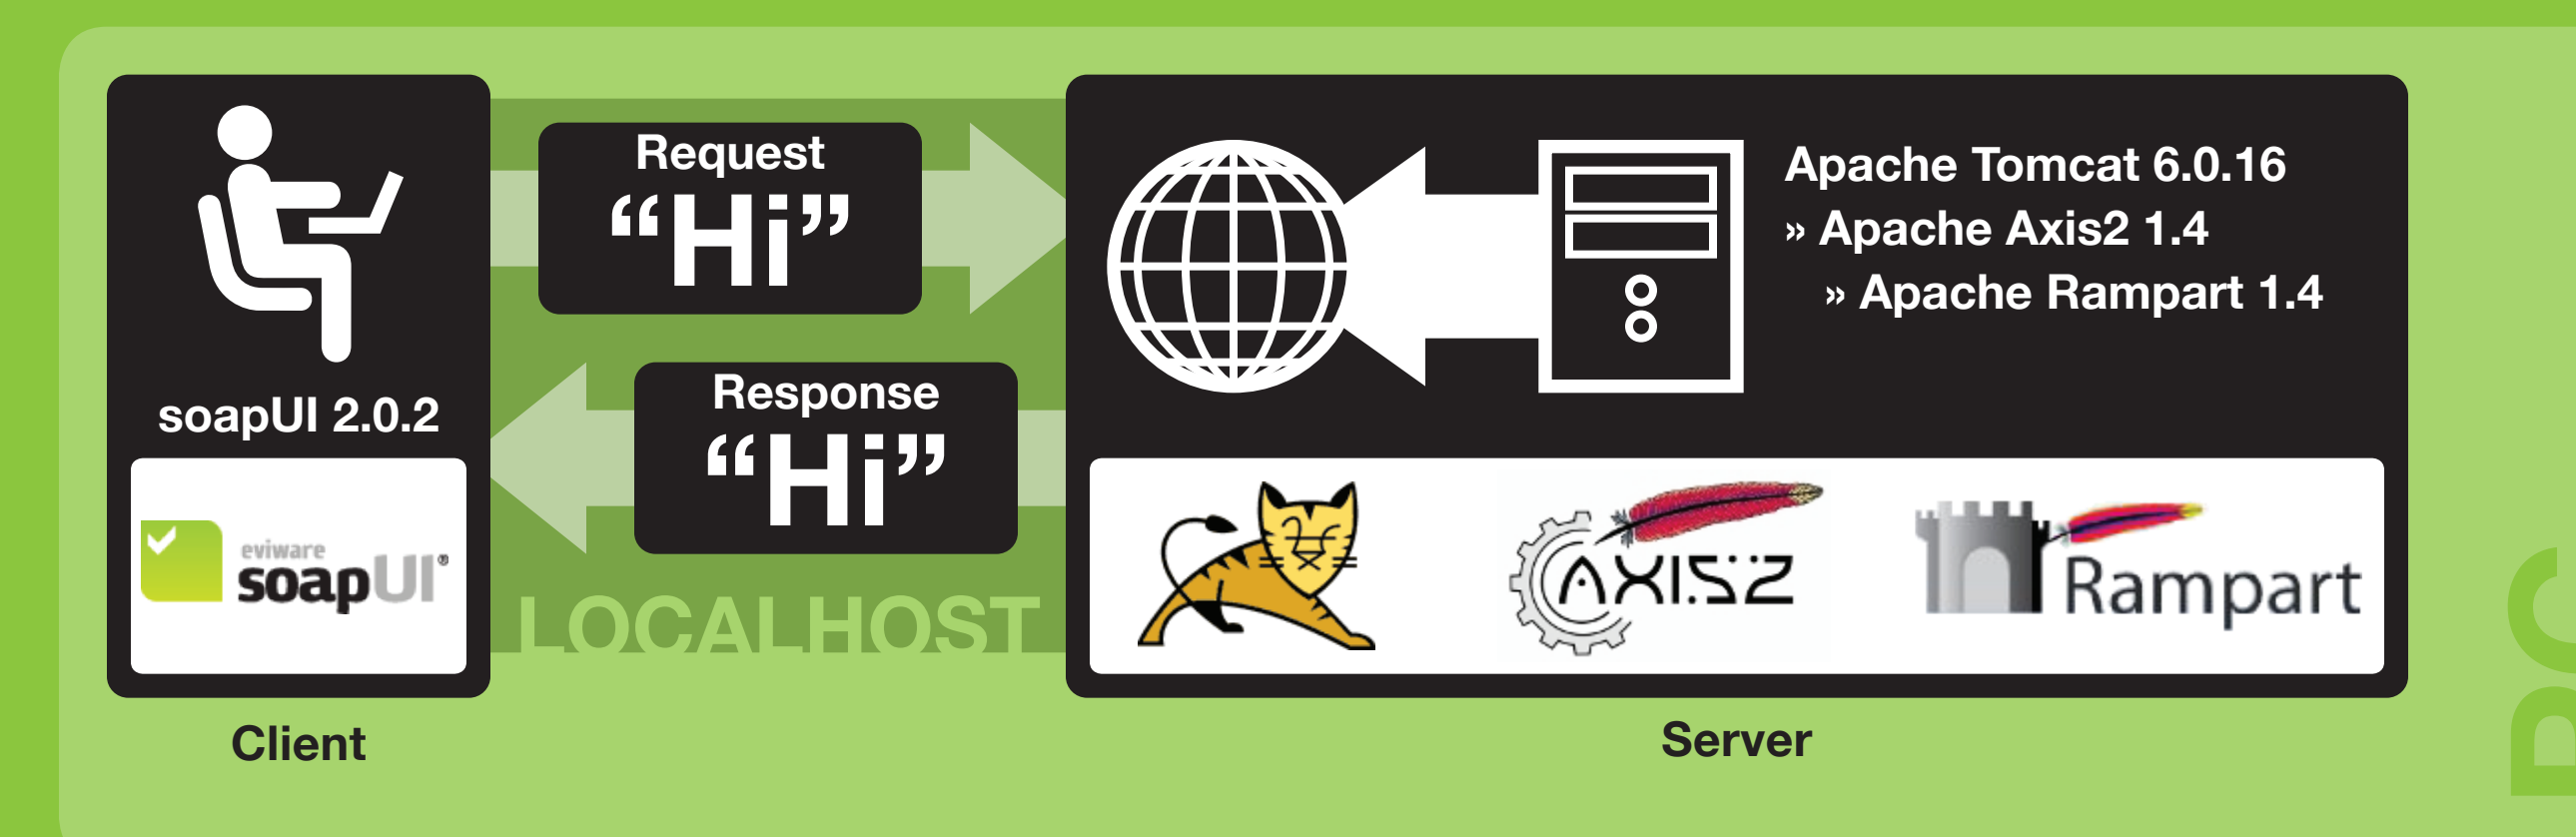 Request
“Hi”
Response
“Hi”
soapUI 2.0.2
eviware
soapUI®
LOCALHOST
Client
Apache Tomcat 6.0.16
» Apache Axis2 1.4
» Apache Rampart 1.4
AXIS2
Rampart
Server
PC